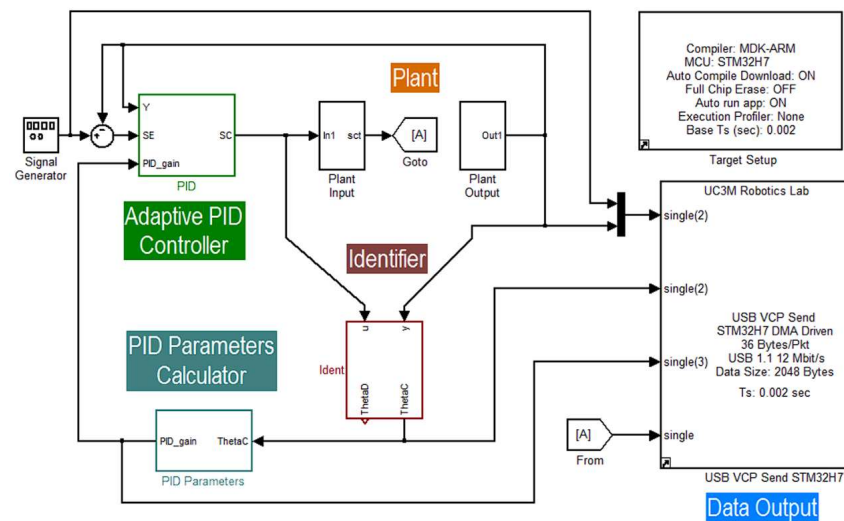 Compiler: MDK-ARM
MCU: STM32H7
Auto Compile Download: ON
Full Chip Erase: OFF
Auto run app: ON
Execution Profiler: None
Base Ts (sec): 0.002
Target Setup
Plant
Y
SE
PID_gain
SC
PID
Signal
Generator
+
-
In1
sct
Plant
Input
[A]
Goto
Out1
Plant
Output
Adaptive PID
Controller
Identifier
UC3M Robotics Lab
single(2)
single(2)
single(3)
single
USB VCP Send
STM32H7 DMA Driven
36 Bytes/Pkt
USB 1.1 12 Mbit/s
Data Size: 2048 Bytes
Ts: 0.002 sec
USB VCP Send STM32H7
PID Parameters
Calculator
u
y
Ident
ThetaD
ThetaC
PID_gain
ThetaC
PID Parameters
[A]
From
Data Output